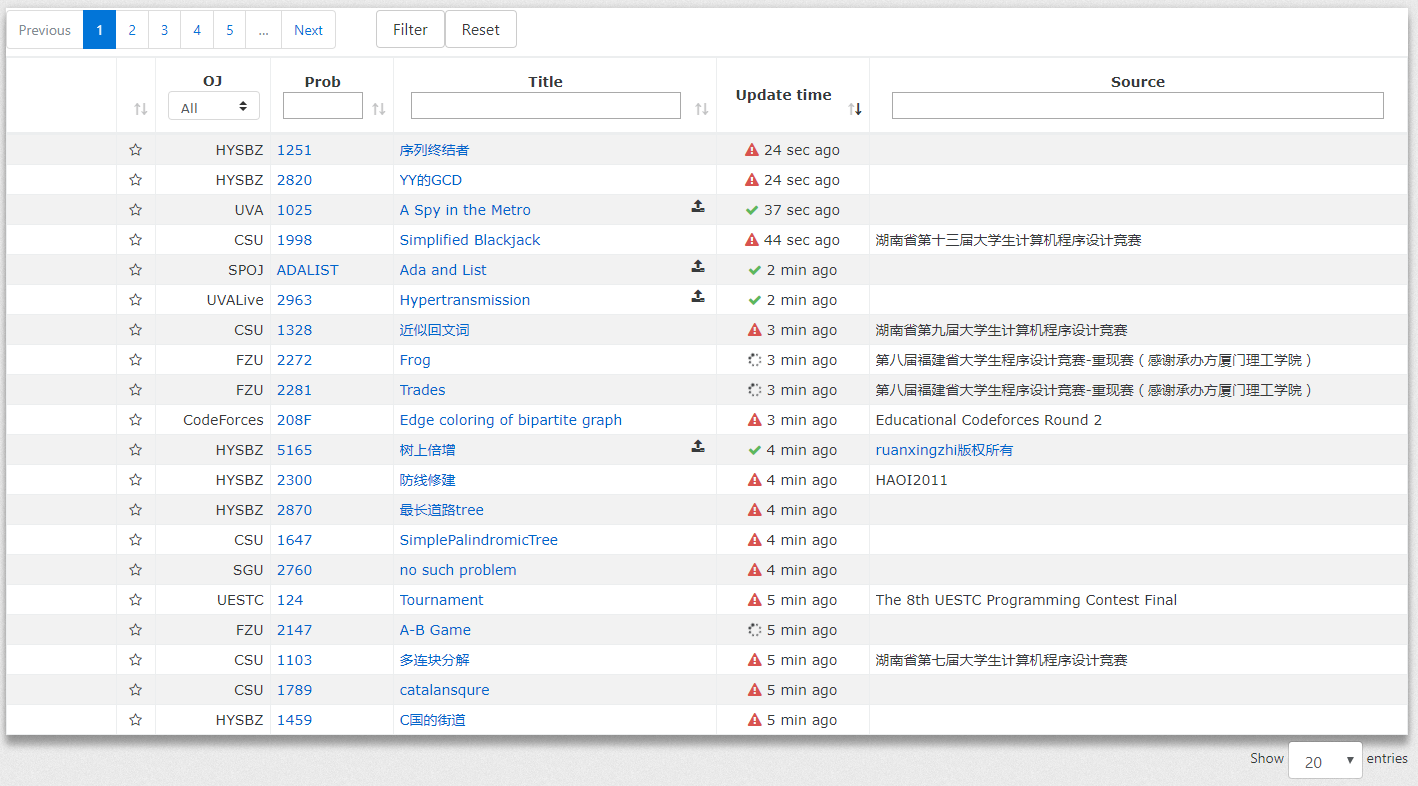 Previous 1 2 3 4 5 ... Next Filter Reset
OJ Prob Title Update time Source
All
HYSBZ 1251 序列终结者 24 sec ago
HYSBZ 2820 YY的GCD 24 sec ago
UVA 1025 A Spy in the Metro 37 sec ago
CSU 1998 Simplified Blackjack 44 sec ago 湖南省第十三届大学生计算机程序设计竞赛
SPOJ ADALIST Ada and List 2 min ago
UVALive 2963 Hypertransmission 2 min ago
CSU 1328 近似回文词 3 min ago 湖南省第九届大学生计算机程序设计竞赛
FZU 2272 Frog 3 min ago 第八届福建省大学生程序设计竞赛-重现赛（感谢承办方厦门理工学院）
FZU 2281 Trades 3 min ago 第八届福建省大学生程序设计竞赛-重现赛（感谢承办方厦门理工学院）
CodeForces 208F Edge coloring of bipartite graph 3 min ago Educational Codeforces Round 2
HYSBZ 5165 树上倍增 4 min ago ruanxingzhi版权所有
HYSBZ 2300 防线修建 4 min ago HAOI2011
HYSBZ 2870 最长道路tree 4 min ago
CSU 1647 SimplePalindromicTree 4 min ago
SGU 2760 no such problem 4 min ago
UESTC 124 Tournament 5 min ago The 8th UESTC Programming Contest Final
FZU 2147 A-B Game 5 min ago
CSU 1103 多连块分解 5 min ago 湖南省第七届大学生计算机程序设计竞赛
CSU 1789 catalansqure 5 min ago
HYSBZ 1459 C国的街道 5 min ago
Show 20 entries